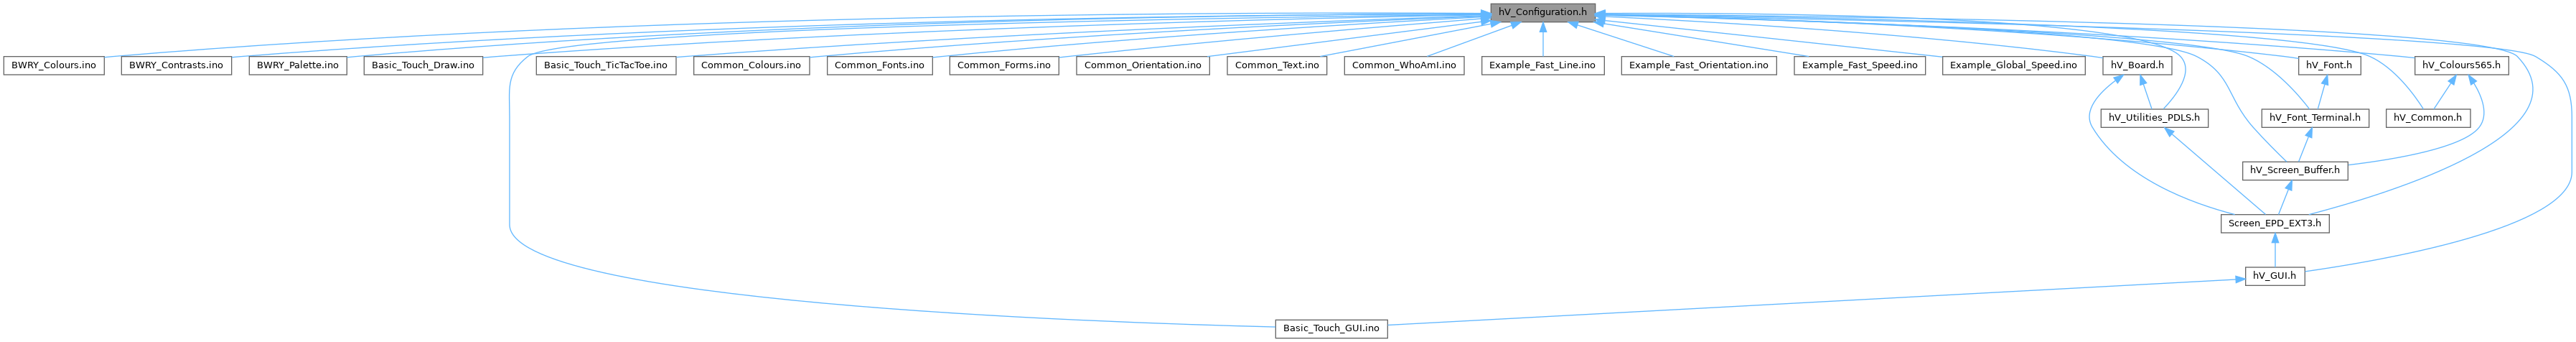 hV_Configuration.h
BWRY_Colours.ino
BWRY_Contrasts.ino
BWRY_Palette.ino
Basic_Touch_Draw.ino
Basic_Touch_TicTacToe.ino
Common_Colours.ino
Common_Fonts.ino
Common_Forms.ino
Common_Orientation.ino
Common_Text.ino
Common_WhoAmI.ino
Example_Fast_Line.ino
Example_Fast_Orientation.ino
Example_Fast_Speed.ino
Example_Global_Speed.ino
hV_Board.h
hV_Font.h
hV_Colours565.h
hV_Utilities_PDLS.h
hV_Font_Terminal.h
hV_Common.h
hV_Screen_Buffer.h
Screen_EPD_EXT3.h
hV_GUI.h
Basic_Touch_GUI.ino